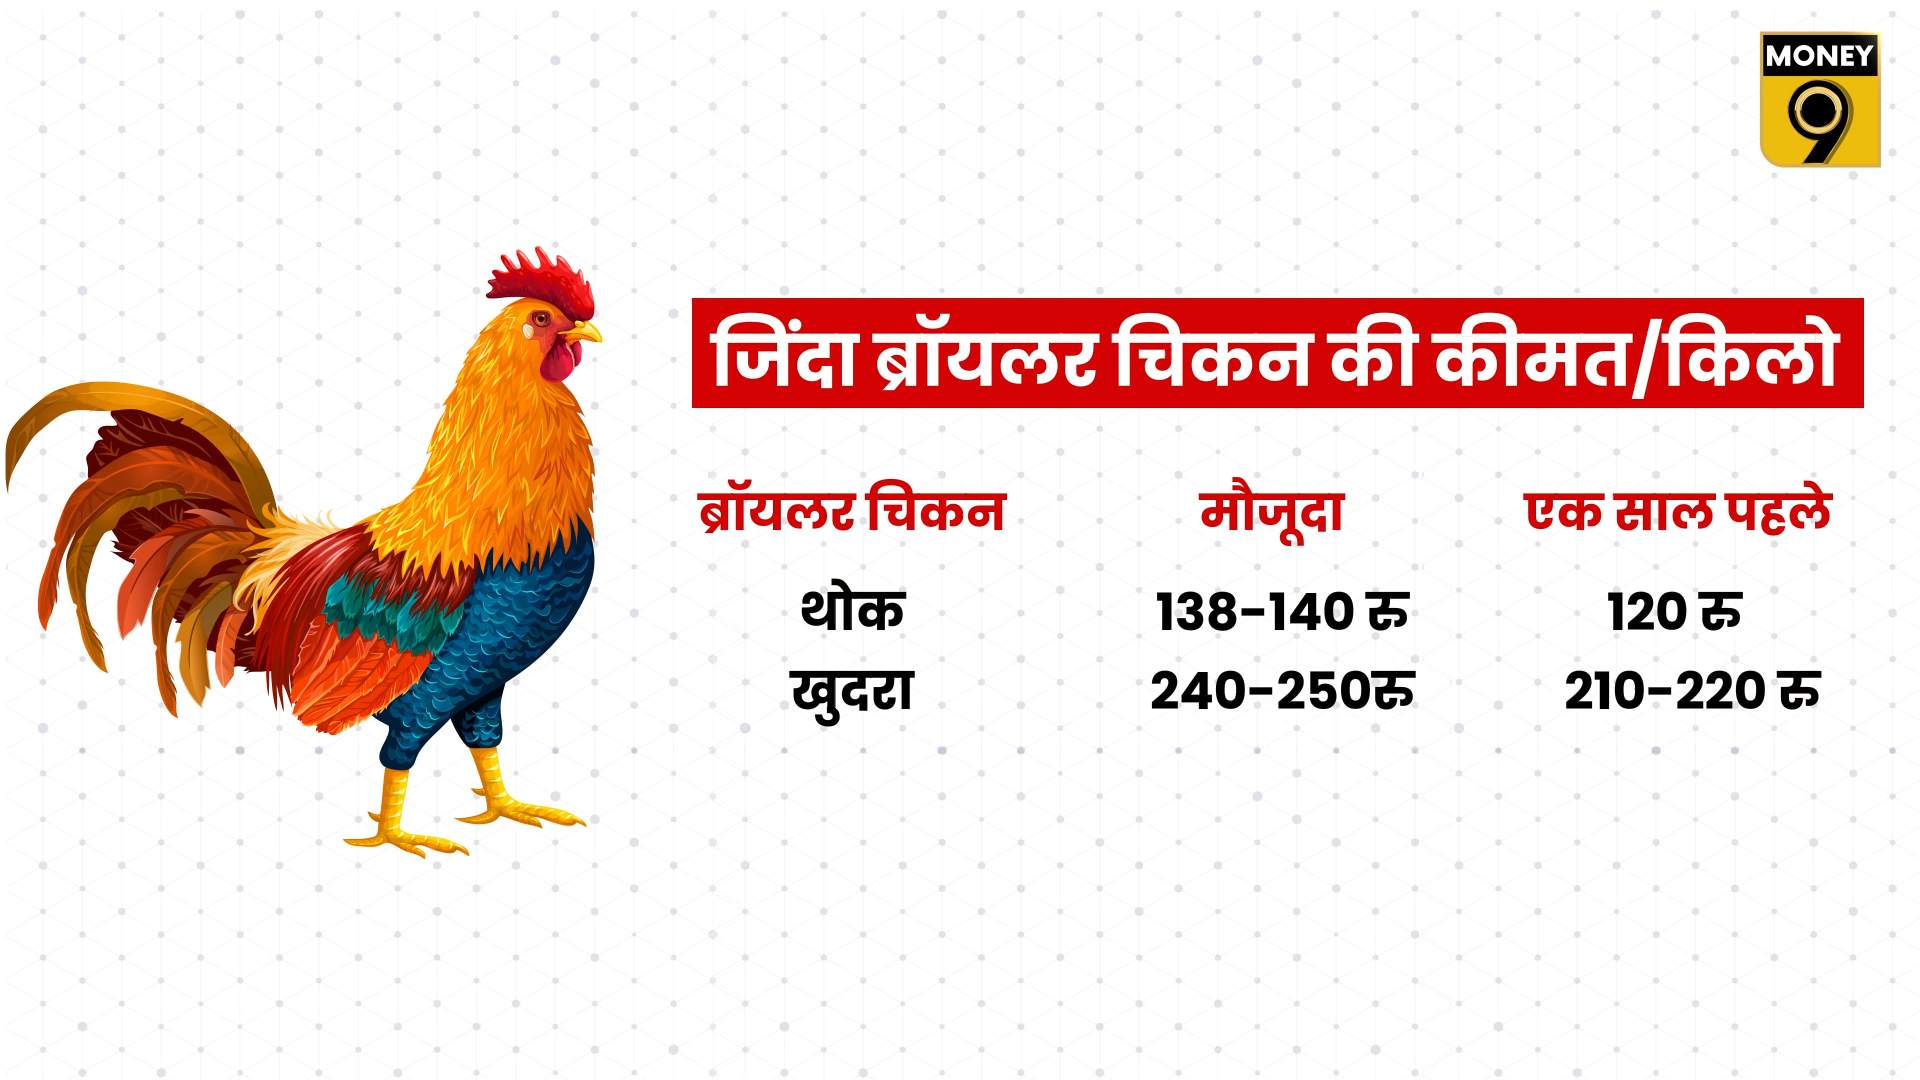 MONEY
9
जिंदा ब्रॉयलर चिकन की कीमत/किलो
ब्रॉयलर चिकन मौजूदा एक साल पहले
थोक 138-140 रु 120 रु
खुदरा 240-250रु 210-220 रु